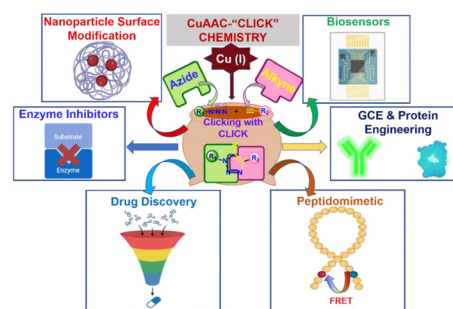 Nanoparticle Surface
Modification
CuAAC-“CLICK”
CHEMISTRY
Cu (I)
Biosensors
Azide
Alkyne
Enzyme Inhibitors
Substrate
Enzyme
Clicking with
CLICK
GCE & Protein
Engineering
Drug Discovery
Peptidomimetic
FRET